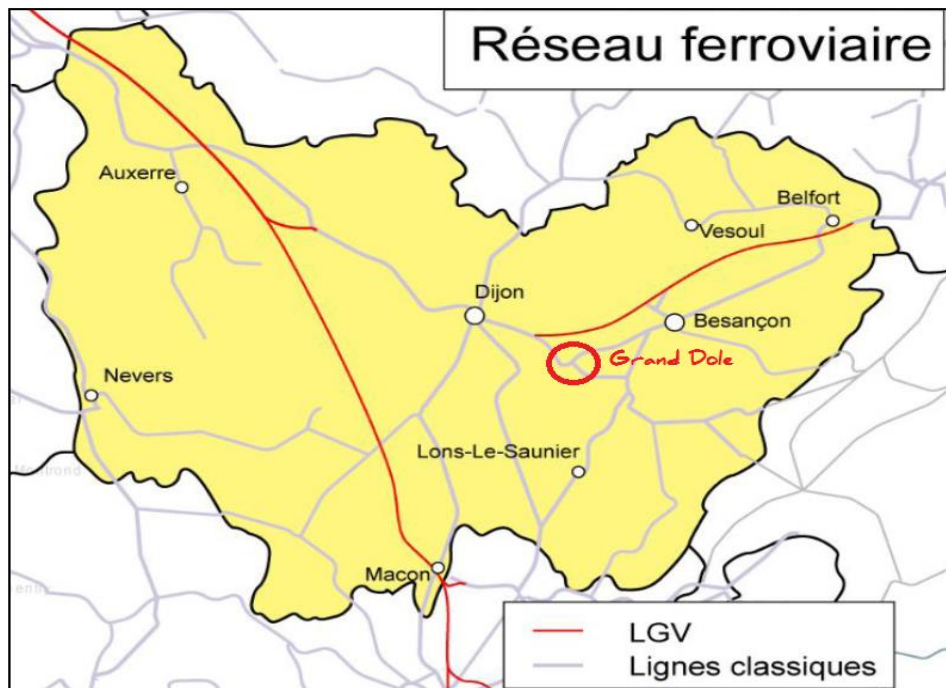 Réseau ferroviaire
Auxerre
Belfort
Vesoul
Dijon
Besançon
Grand Dole
Nevers
Lons-Le-Saunier
Macon
LGV
Lignes classiques